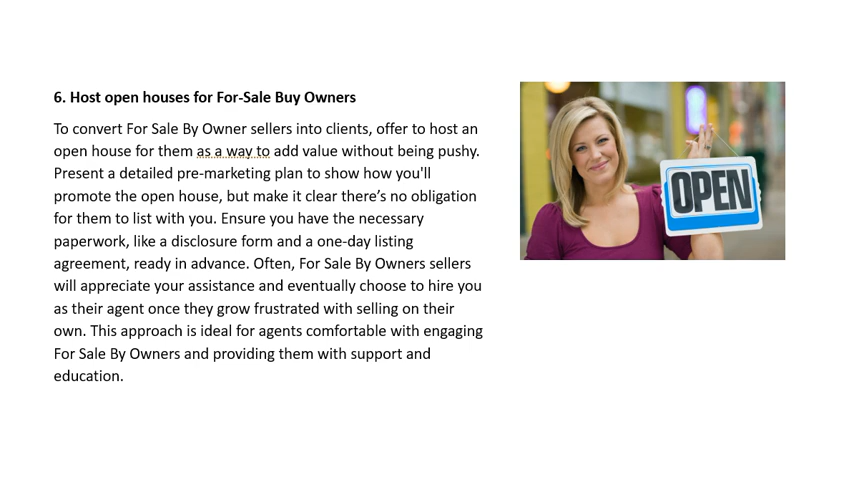 6. Host open houses for For-Sale Buy Owners
To convert For Sale By Owner sellers into clients, offer to host an
open house for them as a way to add value without being pushy.
Present a detailed pre-marketing plan to show how you'll
promote the open house, but make it clear there’s no obligation
for them to list with you. Ensure you have the necessary
paperwork, like a disclosure form and a one-day listing
agreement, ready in advance. Often, For Sale By Owners sellers
will appreciate your assistance and eventually choose to hire you
as their agent once they grow frustrated with selling on their
own. This approach is ideal for agents comfortable with engaging
For Sale By Owners and providing them with support and
education.
OPEN